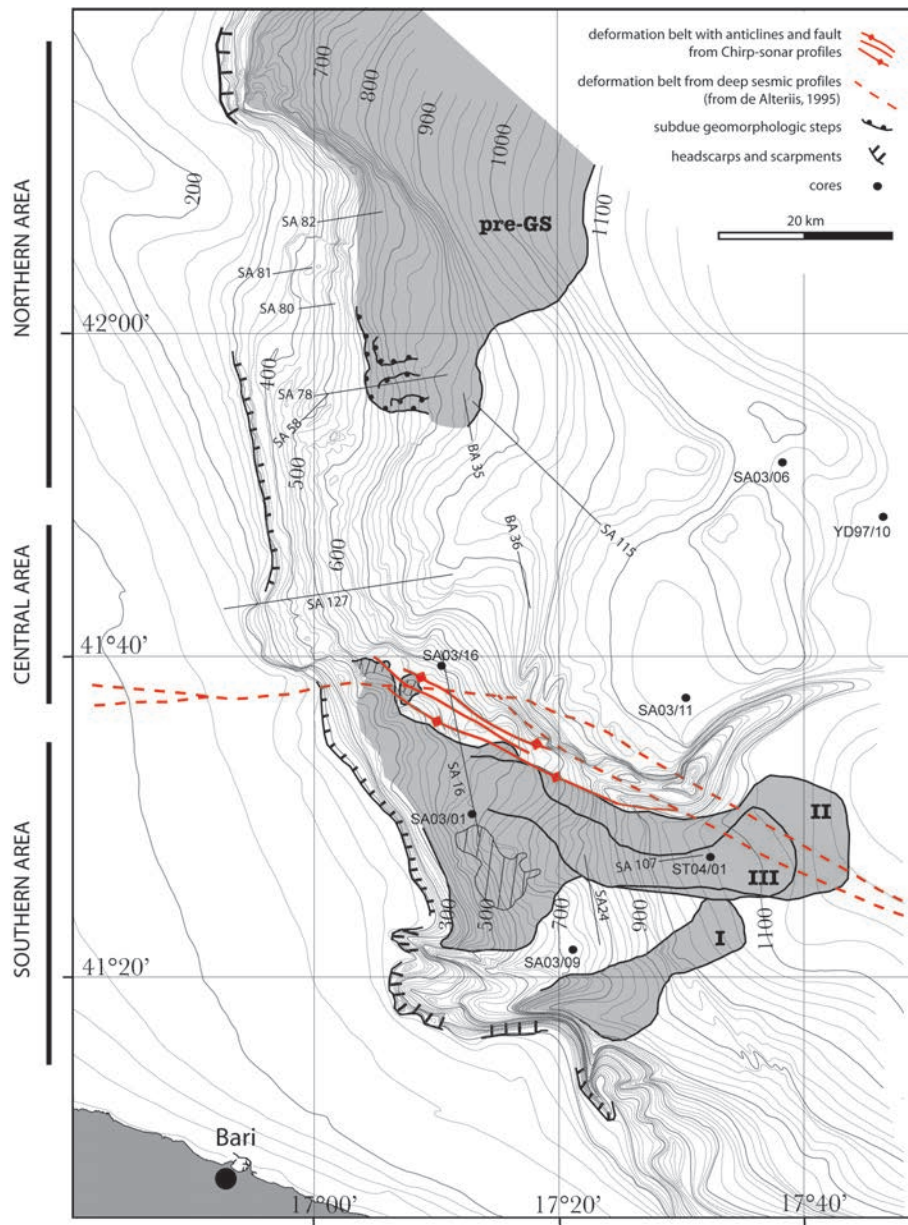 deformation belt with anticlines and fault
from Chirp-sonar profiles
deformation belt from deep sesmic profiles
(from de Alteriis, 1995)
subdue geomorphologic steps
headscarps and scarpments
cores
20 km
NORTHERN AREA
CENTRAL AREA
SOUTHERN AREA
700
800
900
1000
1100
200
pre-GS
SA 82
SA 81
SA 80
42°00'
400
SA 78
SA 58
500
BA 35
SA03/06
YD97/10
600
BA 36
SA 115
SA 127
41°40'
SA03/16
SA03/11
SA 16
SA03/01
II
SA 107
ST04/01
III
300
500
700
SA24
900
1100
I
SA03/09
41°20'
Bari
17°00'
17°20'
17°40'